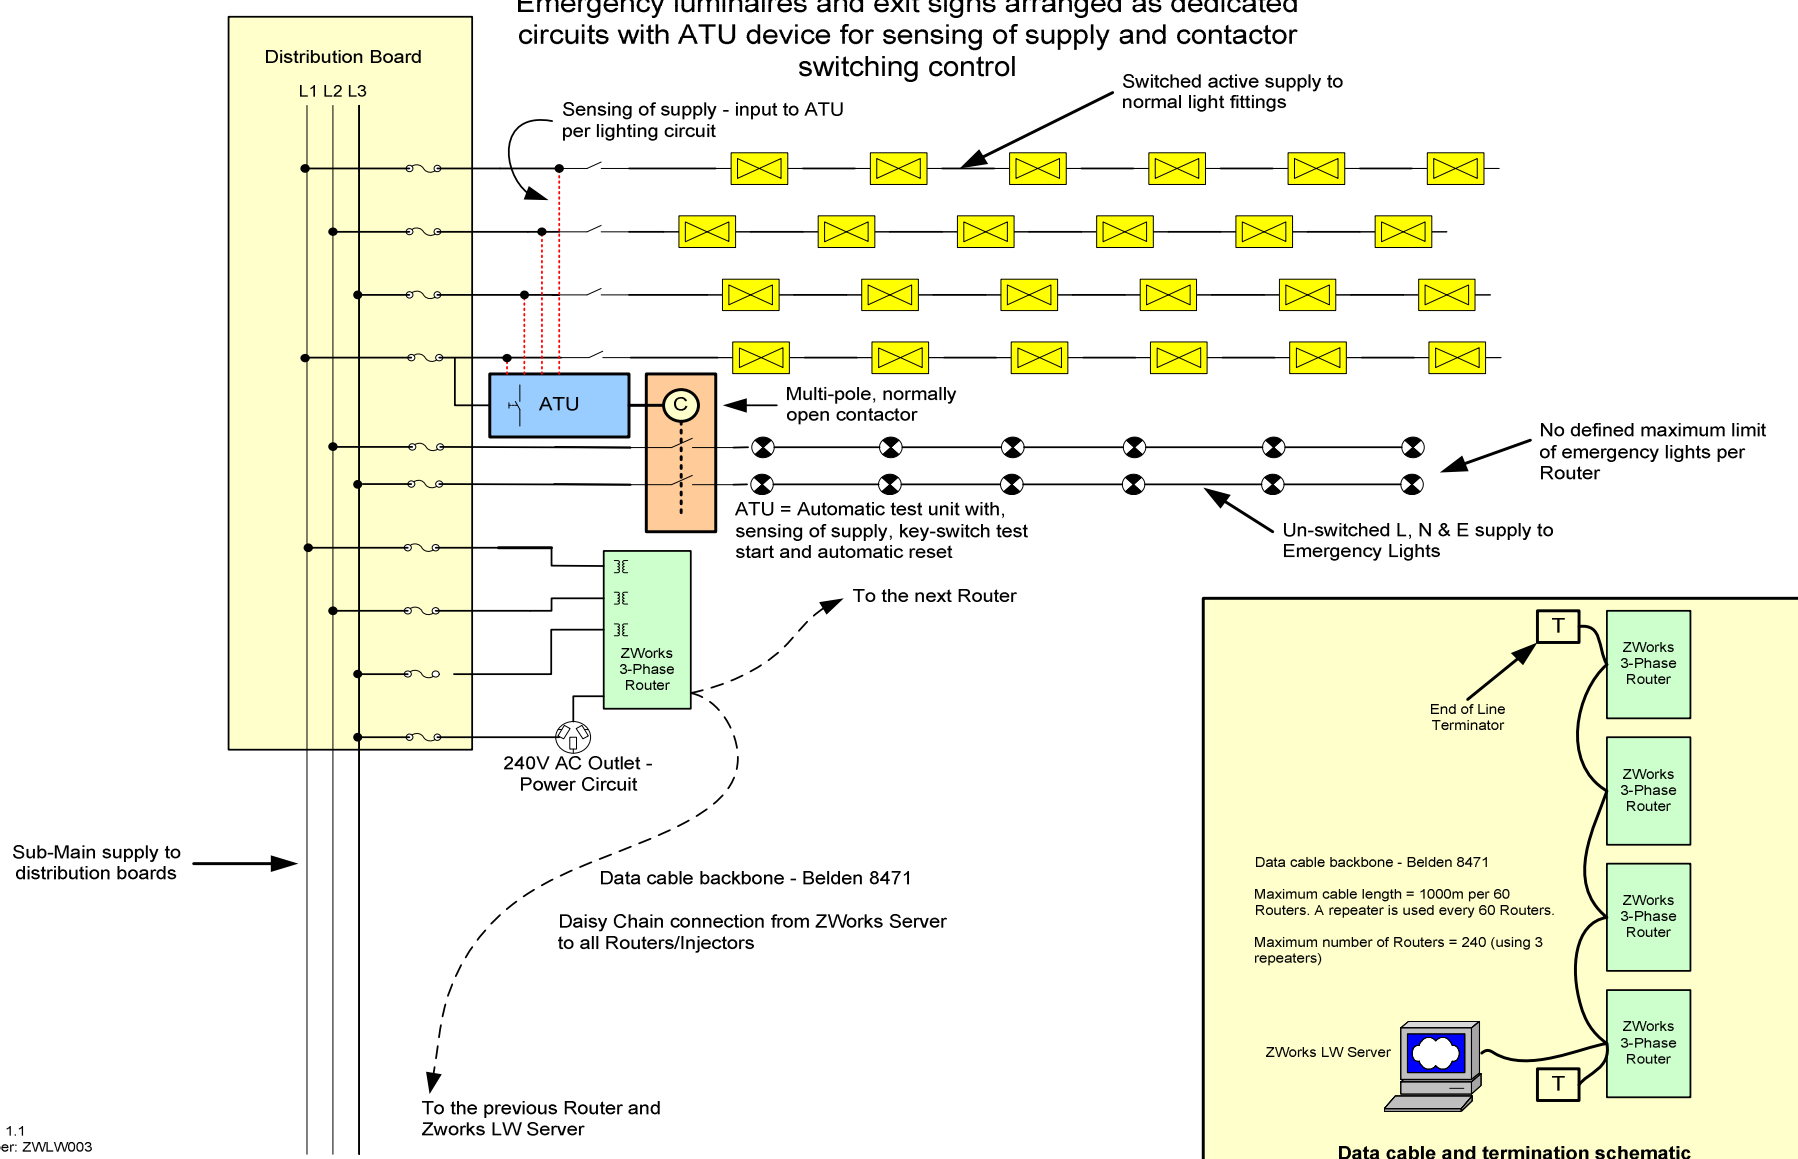 Emergency luminaires and exit signs arranged as dedicated
circuits with ATU device for sensing of supply and contactor
switching control
Distribution Board
L1 L2 L3
Sensing of supply - input to ATU
per lighting circuit
Switched active supply to
normal light fittings
ATU
C
Multi-pole, normally
open contactor
No defined maximum limit
of emergency lights per
Router
ATU = Automatic test unit with,
sensing of supply, key-switch test
start and automatic reset
Un-switched L, N & E supply to
Emergency Lights
To the next Router
ZWorks
3-Phase
Router
240V AC Outlet -
Power Circuit
Sub-Main supply to
distribution boards
Data cable backbone - Belden 8471
Daisy Chain connection from ZWorks Server
to all Routers/Injectors
To the previous Router and
Zworks LW Server
1.1
er: ZWLW003
T
ZWorks
3-Phase
Router
End of Line
Terminator
ZWorks
3-Phase
Router
Data cable backbone - Belden 8471
Maximum cable length = 1000m per 60
Routers. A repeater is used every 60 Routers.
Maximum number of Routers = 240 (using 3
repeaters)
ZWorks
3-Phase
Router
ZWorks
3-Phase
Router
ZWorks LW Server
T
Data cable and termination schematic